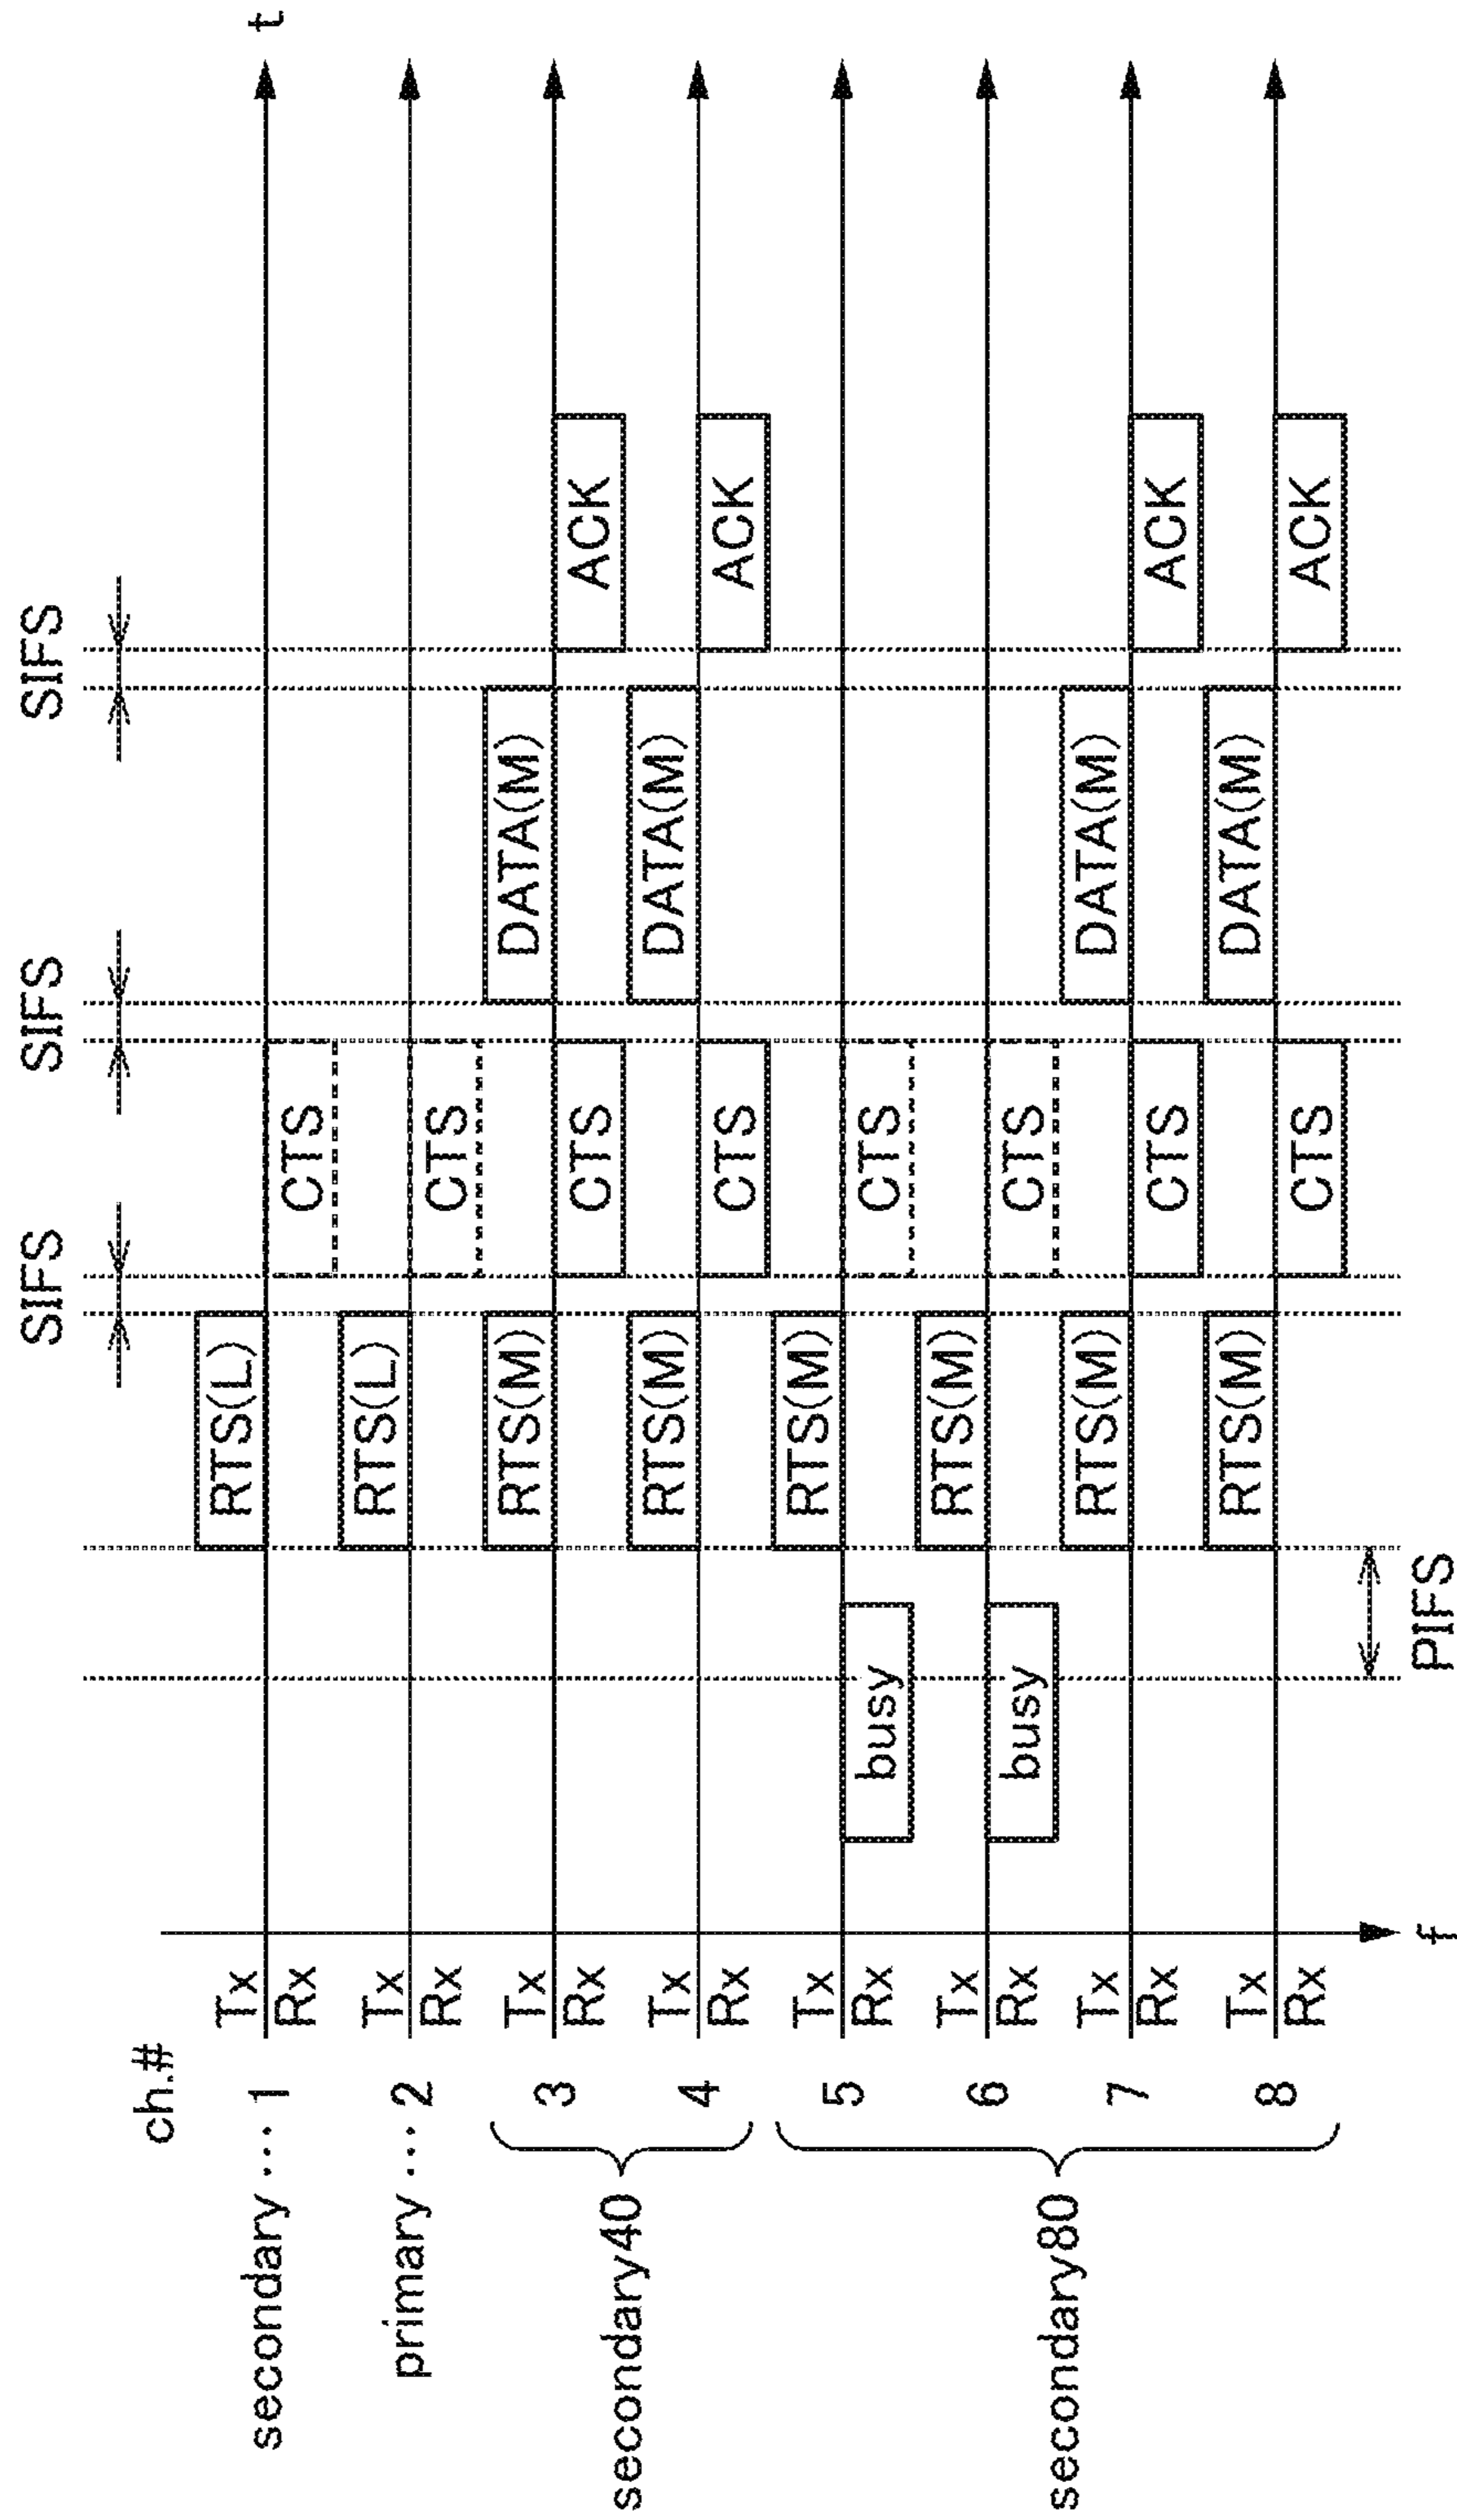 SIFS SIFS SIFS
ch.#
t
secondary ··· 1 Tx RTS(L)
Rx CTS
primary ··· 2 Tx RTS(L)
Rx CTS
secondary40
3 Tx RTS(M) DATA(M)
Rx CTS ACK
4 Tx RTS(M) DATA(M)
Rx CTS ACK
secondary80
5 Tx RTS(M)
Rx busy CTS
6 Tx RTS(M)
Rx busy CTS
7 Tx RTS(M) DATA(M)
Rx CTS ACK
8 Tx RTS(M) DATA(M)
Rx CTS ACK
f
PIFS